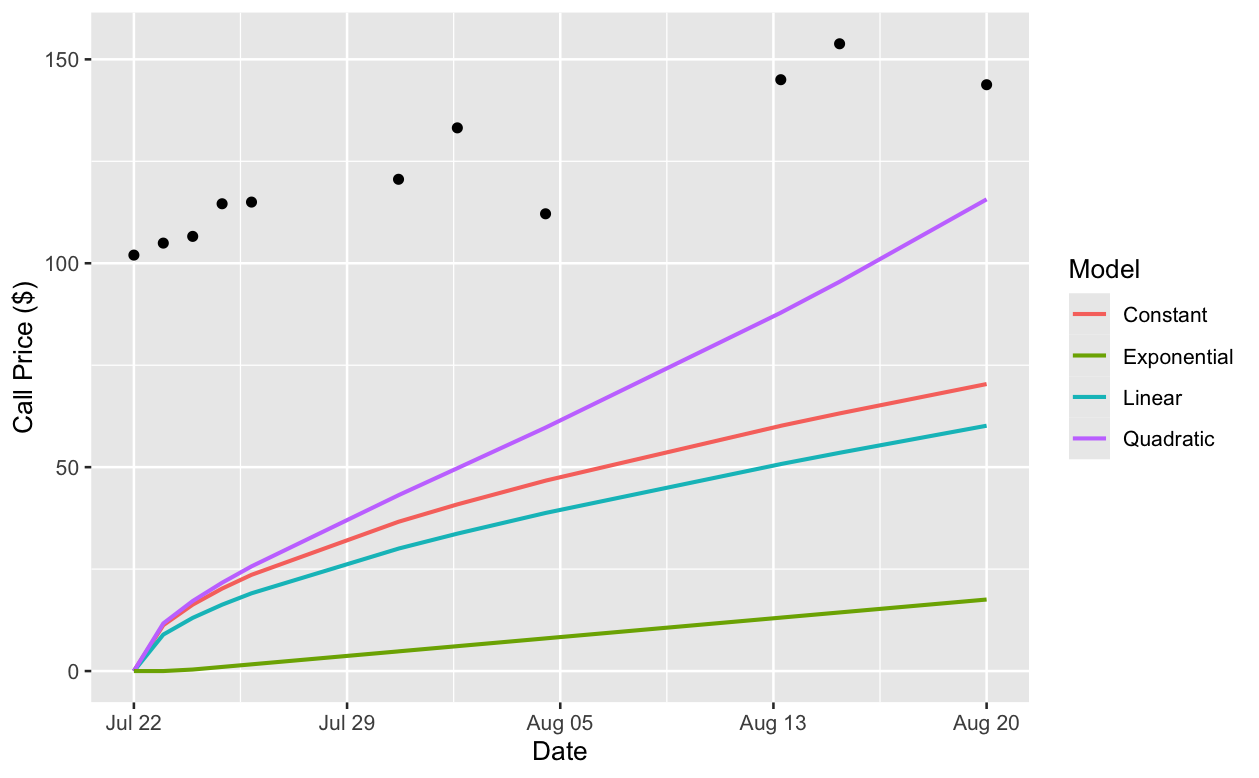 150
100
50
0
Call Price ($)
Jul 22
Jul 29
Aug 05
Aug 13
Aug 20
Date
Model
Constant
Exponential
Linear
Quadratic